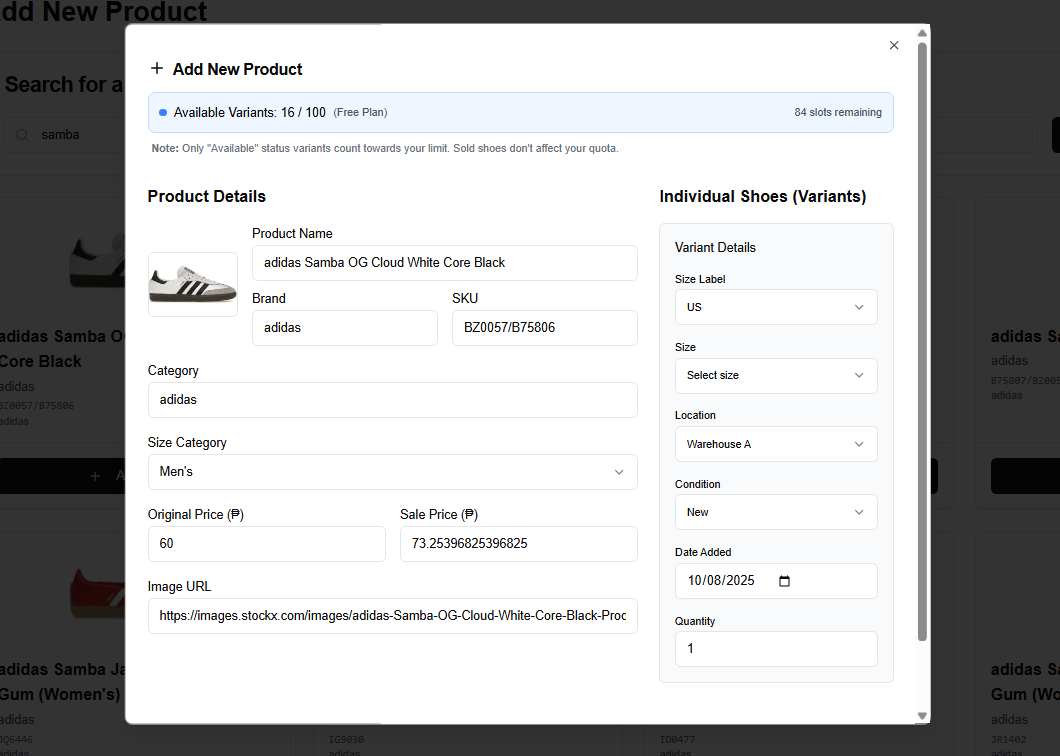 dd New Product
Search for a
samba
Add New Product
Available Variants: 16 / 100 (Free Plan)
84 slots remaining
Note: Only "Available" status variants count towards your limit. Sold shoes don't affect your quota.
Product Details
Product Name
adidas Samba OG Cloud White Core Black
Brand
SKU
adidas
BZ0057/B75806
Category
adidas
Size Category
Men's
Original Price (₱)
Sale Price (₱)
60
73.25396825396825
Image URL
https://images.stockx.com/images/adidas-Samba-OG-Cloud-White-Core-Black-Proc
Individual Shoes (Variants)
Variant Details
Size Label
US
Size
Select size
Location
Warehouse A
Condition
New
Date Added
10/08/2025
Quantity
1
adidas Samba O
Core Black
adidas
BZ0057/B75806
adidas
+ A
adidas Sa
adidas
B75807/BZ005
adidas
adidas Samba Ja
Gum (Women's)
adidas
JQ6446
adidas
IG9030
adidas
ID0477
adidas
adidas Sa
Gum (Wo
adidas
JR1402
adidas